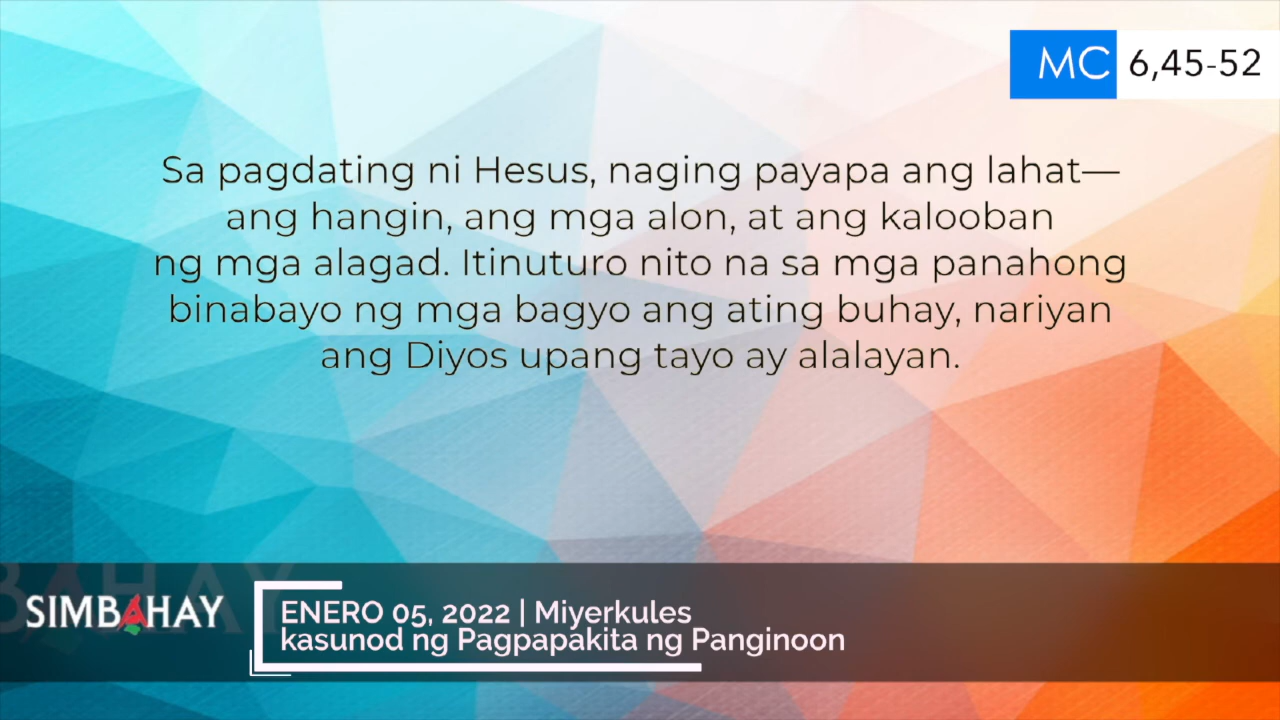 MC 6,45-52
Sa pagdating ni Hesus, naging payapa ang lahat—
ang hangin, ang mga alon, at ang kalooban
ng mga alagad. Itinuturo nito na sa mga panahong
binabayo ng mga bagyo ang ating buhay, nariyan
ang Diyos upang tayo ay alalayan.
SIMBAHAY
ENERO 05, 2022 | Miyerkules
kasunod ng Pagpapakita ng Panginoon